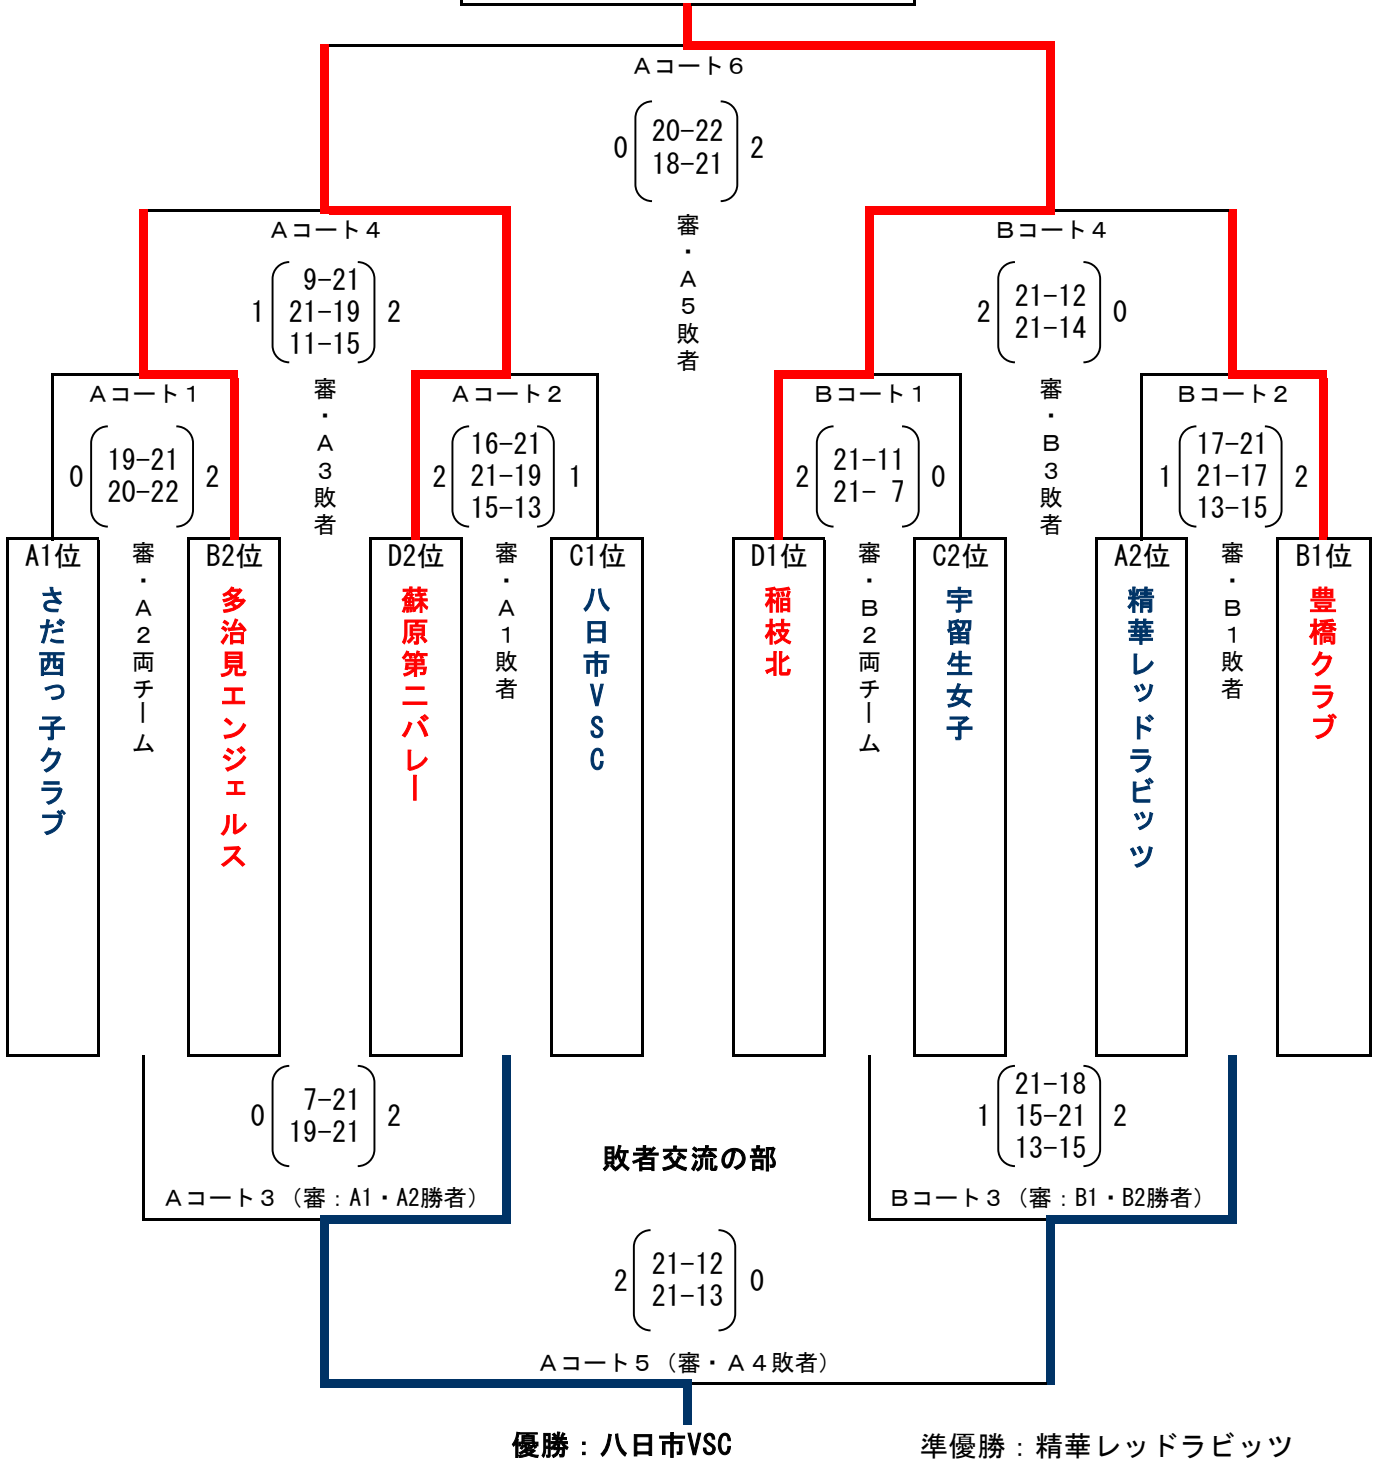 Aコート6
0 20-22 2
18-21
審・A5敗者
Aコート4
9-21
1 21-19 2
11-15
審・A3敗者
Bコート4
2 21-12 0
21-14
審・B3敗者
Aコート1
0 19-21 2
20-22
審・A2両チーム
Aコート2
16-21
2 21-19 1
15-13
審・A1敗者
Bコート1
2 21-11 0
21- 7
審・B2両チーム
Bコート2
17-21
1 21-17 2
13-15
審・B1敗者
A1位
さだ西っ子クラブ
B2位
多治見エンジェルス
D2位
蘇原第二バレー
C1位
八日市VSC
D1位
稲枝北
C2位
宇留生女子
A2位
精華レッドラビッツ
B1位
豊橋クラブ
0 7-21 2
19-21
Aコート3（審：A1・A2勝者）
敗者交流の部
21-18
1 15-21 2
13-15
Bコート3（審：B1・B2勝者）
2 21-12 0
21-13
Aコート5（審・A4敗者）
優勝：八日市VSC
準優勝：精華レッドラビッツ